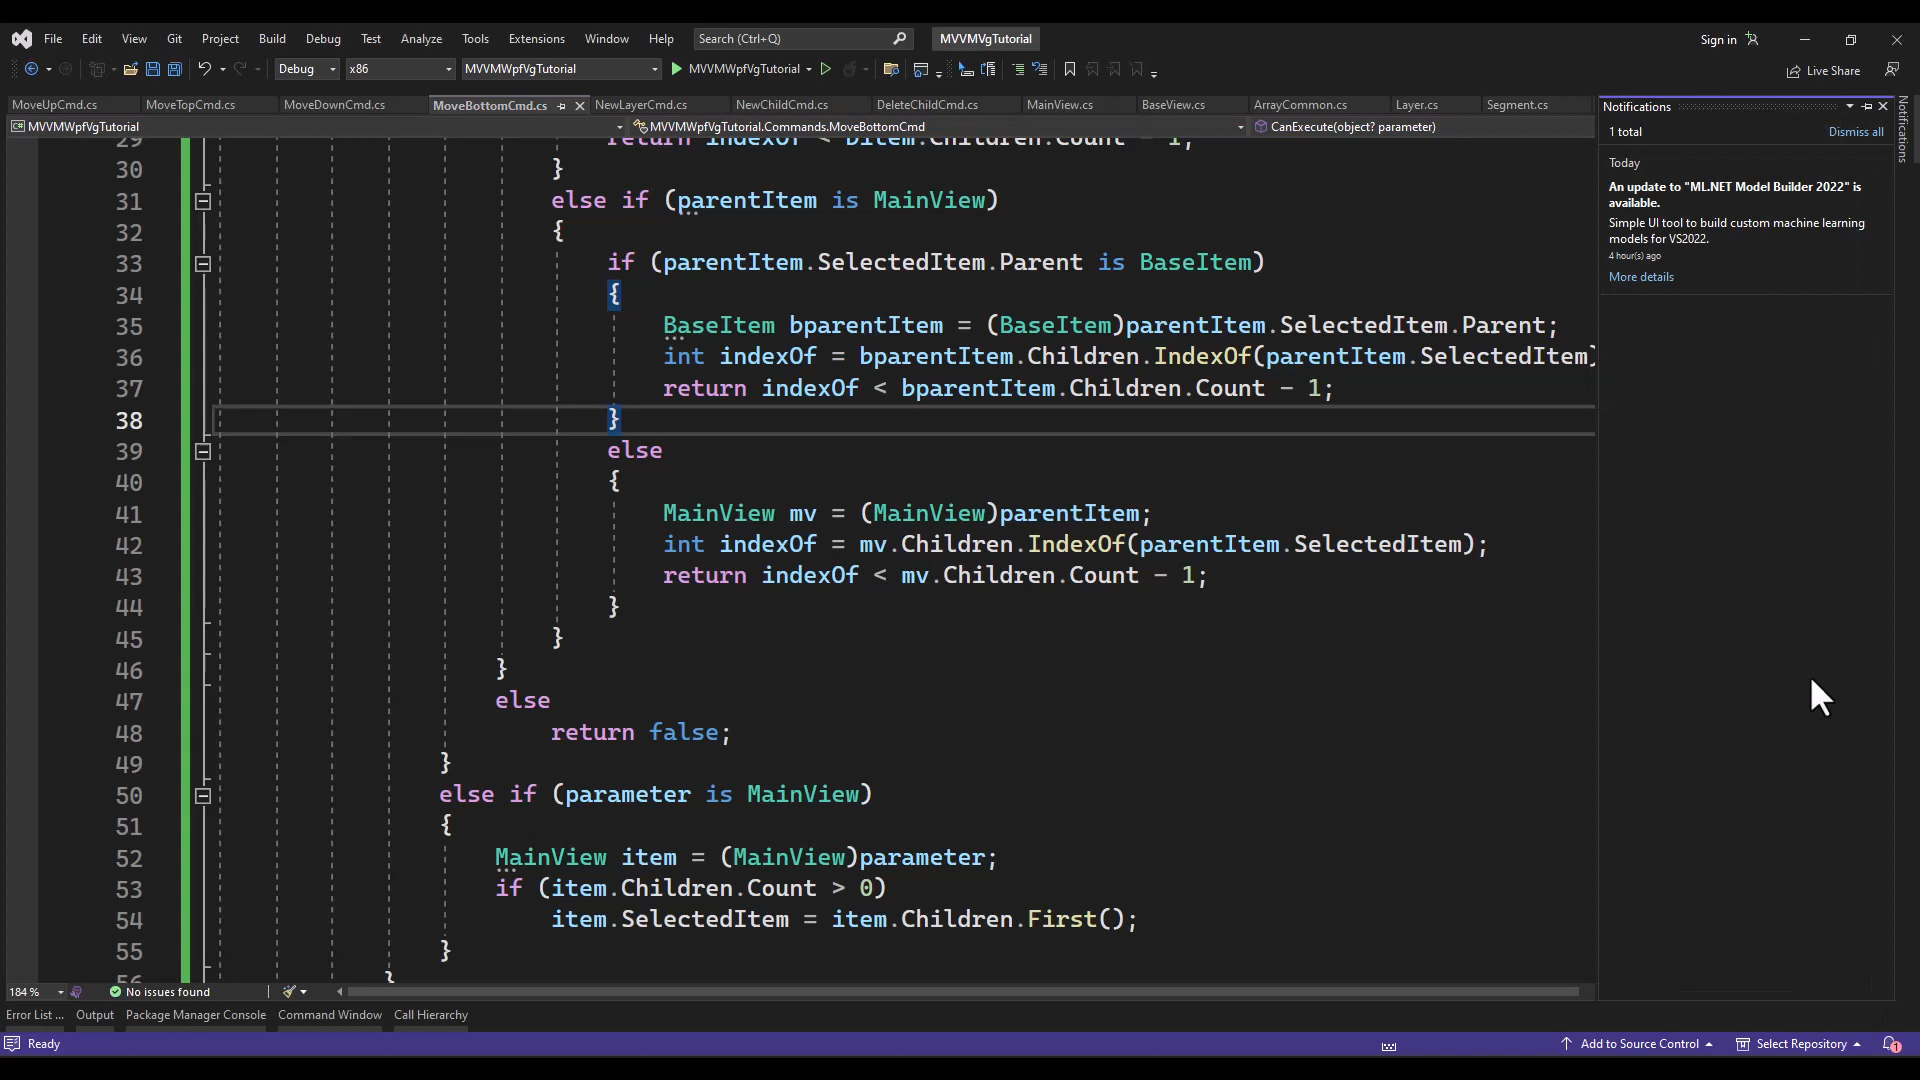 File Edit View Git Project Build Debug Test Analyze Tools Extensions Window Help Search (Ctrl+Q) MVVMVgTutorial Sign in
Debug x86 MVVMWpfVgTutorial MVVMWpfVgTutorial Live Share
MoveUpCmd.cs MoveTopCmd.cs MoveDownCmd.cs MoveBottomCmd.cs NewLayerCmd.cs NewChildCmd.cs DeleteChildCmd.cs MainView.cs BaseView.cs ArrayCommon.cs Layer.cs Segment.cs
MVVMWpfVgTutorial MVVMWpfVgTutorial.Commands.MoveBottomCmd CanExecute(object? parameter)
29 return indexOf < bitem.Children.Count - 1;
30 }
31 else if (parentItem is MainView)
32 {
33 if (parentItem.SelectedItem.Parent is BaseItem)
34 {
35 BaseItem bparentItem = (BaseItem)parentItem.SelectedItem.Parent;
36 int indexOf = bparentItem.Children.IndexOf(parentItem.SelectedItem)
37 return indexOf < bparentItem.Children.Count - 1;
38 }
39 else
40 {
41 MainView mv = (MainView)parentItem;
42 int indexOf = mv.Children.IndexOf(parentItem.SelectedItem);
43 return indexOf < mv.Children.Count - 1;
44 }
45 }
46 }
47 else
48 return false;
49 }
50 else if (parameter is MainView)
51 {
52 MainView item = (MainView)parameter;
53 if (item.Children.Count > 0)
54 item.SelectedItem = item.Children.First();
55 }
56 }
Notifications
1 total Dismiss all
Today
An update to "ML.NET Model Builder 2022" is
available.
Simple UI tool to build custom machine learning
models for VS2022.
4 hour(s) ago
More details
Notifications
184 % No issues found
Error List ... Output Package Manager Console Command Window Call Hierarchy
Ready Add to Source Control Select Repository 1